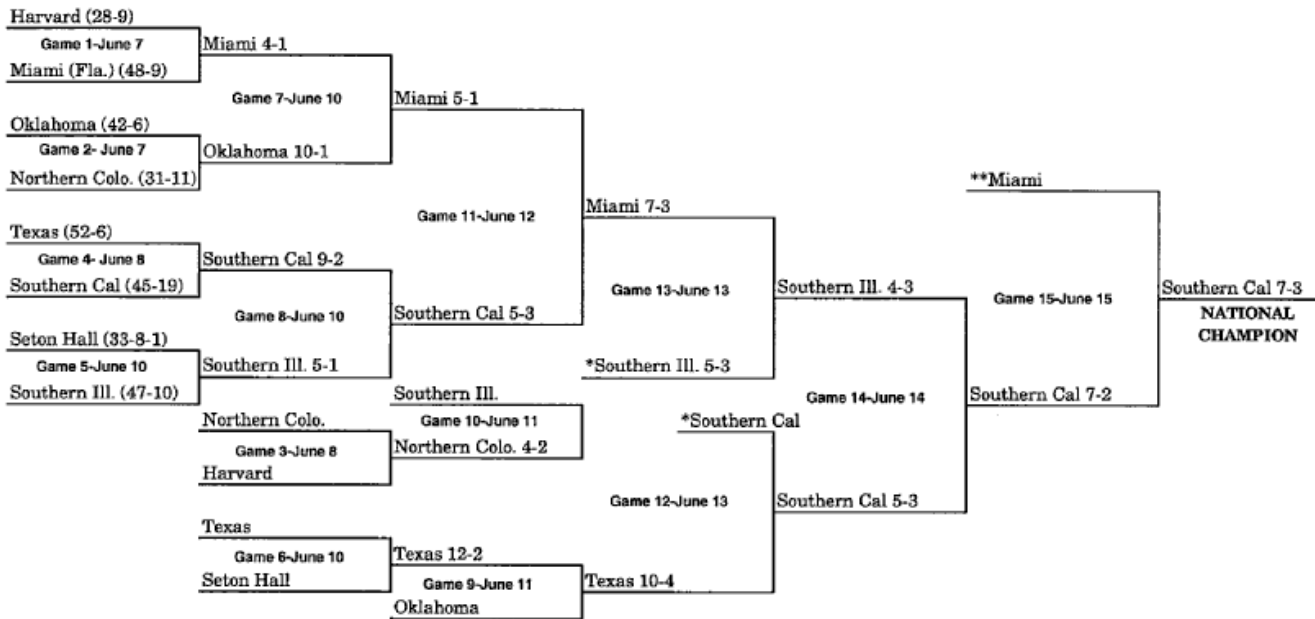 Harvard (28-9)
Game 1-June 7
Miami (Fla.) (48-9)
Miami 4-1
Game 7-June 10
Oklahoma (42-6)
Game 2- June 7
Northern Colo. (31-11)
Oklahoma 10-1
Miami 5-1
Game 11-June 12
Texas (52-6)
Game 4- June 8
Southern Cal (45-19)
Southern Cal 9-2
Game 8-June 10
Seton Hall (33-8-1)
Game 5-June 10
Southern Ill. (47-10)
Southern Ill. 5-1
Southern Cal 5-3
Miami 7-3
Game 13-June 13
*Southern Ill. 5-3
Southern Ill. 4-3
Northern Colo.
Game 3-June 8
Harvard
Southern Ill.
Game 10-June 11
Northern Colo. 4-2
Texas
Game 6-June 10
Seton Hall
Texas 12-2
Game 9-June 11
Oklahoma
Texas 10-4
*Southern Cal
Game 12-June 13
Southern Cal 5-3
Game 14-June 14
Southern Cal 7-2
**Miami
Game 15-June 15
Southern Cal 7-3
NATIONAL
CHAMPION